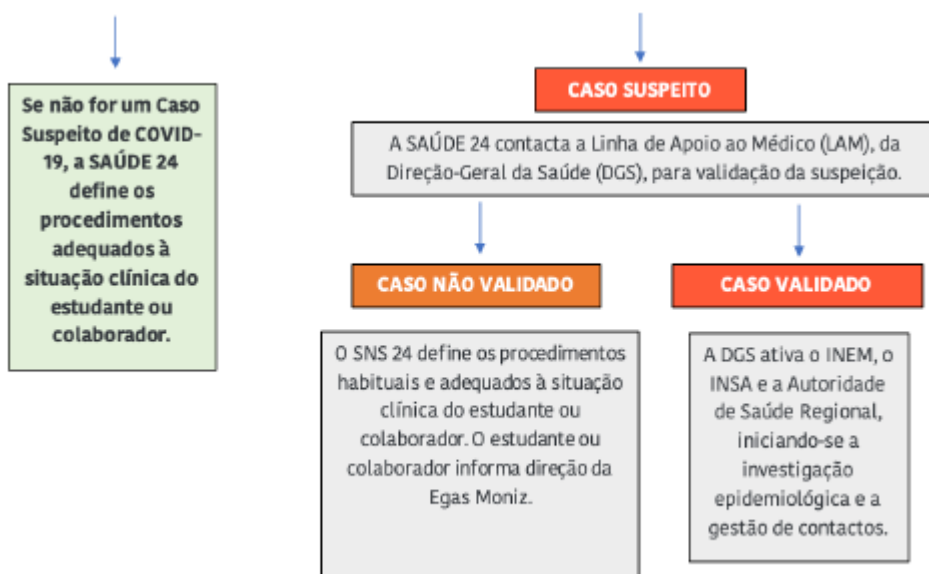 Se não for um Caso
Suspeito de COVID-
19, a SAÚDE 24
define os
procedimentos
adequados à
situação clínica do
estudante ou
colaborador.
CASO SUSPEITO
A SAÚDE 24 contacta a Linha de Apoio ao Médico (LAM), da
Direção-Geral da Saúde (DGS), para validação da suspeição.
CASO NÃO VALIDADO
O SNS 24 define os procedimentos
habituais e adequados à situação
clínica do estudante ou
colaborador. O estudante ou
colaborador informa direção da
Egas Moniz.
CASO VALIDADO
A DGS ativa o INEM, o
INSA e a Autoridade
de Saúde Regional,
iniciando-se a
investigação
epidemiológica e a
gestão de contactos.